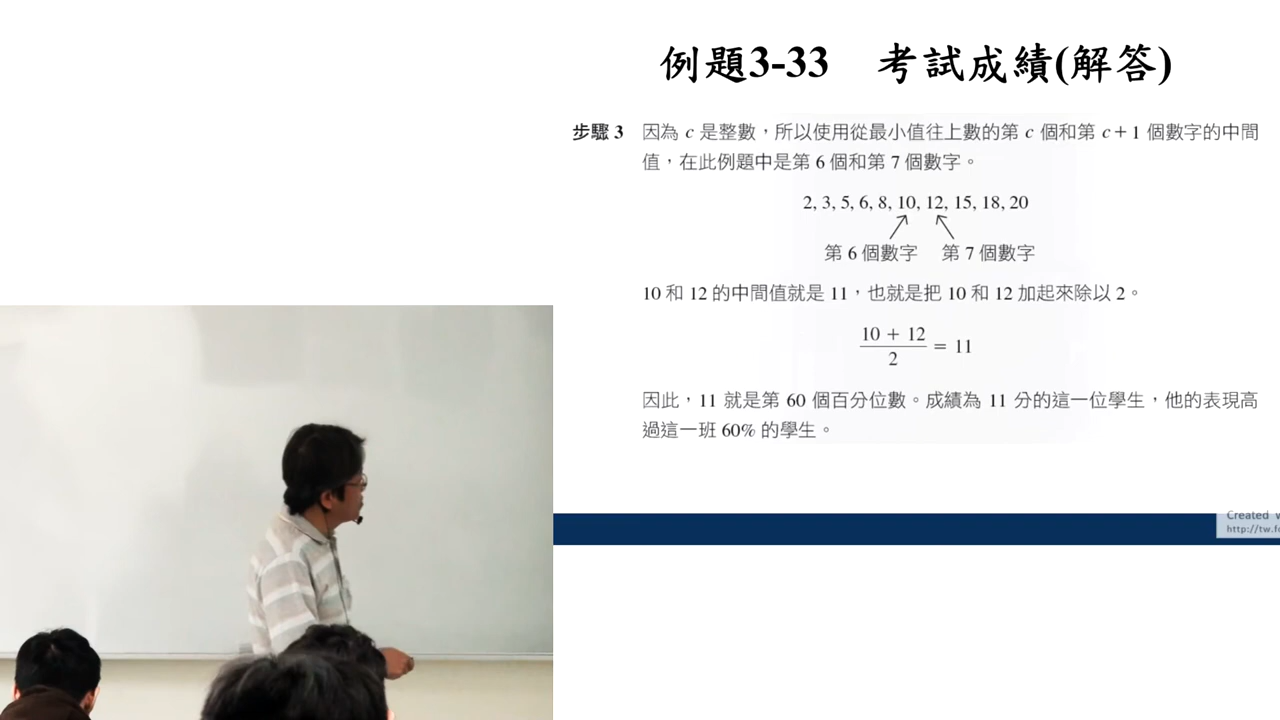 例題3-33 考試成績(解答)
步驟 3 因為 c 是整數，所以使用從最小值往上數的第 c 個和第 c + 1 個數字的中間
值，在此例題中是第 6 個和第 7 個數字。
2, 3, 5, 6, 8, 10, 12, 15, 18, 20
第 6 個數字 第 7 個數字
10 和 12 的中間值就是 11，也就是把 10 和 12 加起來除以 2。
10 + 12
2
= 11
因此，11 就是第 60 個百分位數。成績為 11 分的這一位學生，他的表現高
過這一班 60% 的學生。
Created
http://tw.f